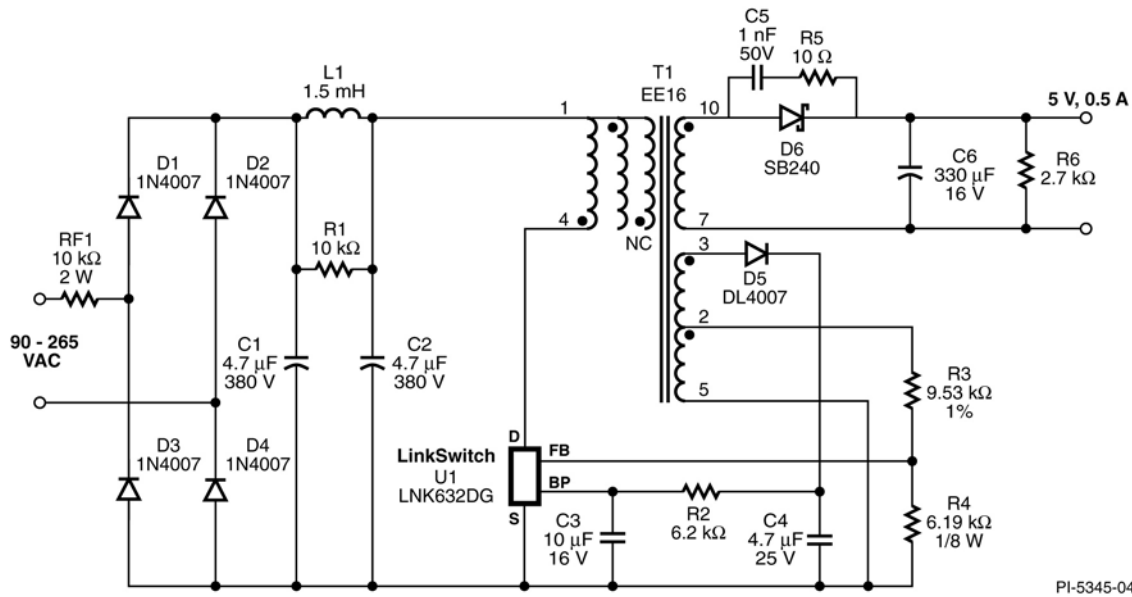 C5
1 nF
50V
R5
10 Ω
L1
1.5 mH
T1
EE16
1
10
5 V, 0.5 A
D6
SB240
C6
330 μF
16 V
R6
2.7 kΩ
D1
1N4007
D2
1N4007
RF1
10 kΩ
2 W
R1
10 kΩ
4
NC
7
3
D5
DL4007
2
90 - 265
VAC
C1
4.7 μF
380 V
C2
4.7 μF
380 V
5
R3
9.53 kΩ
1%
D3
1N4007
D4
1N4007
LinkSwitch
U1
LNK632DG
D
FB
BP
S
C3
10 μF
16 V
R2
6.2 kΩ
C4
4.7 μF
25 V
R4
6.19 kΩ
1/8 W